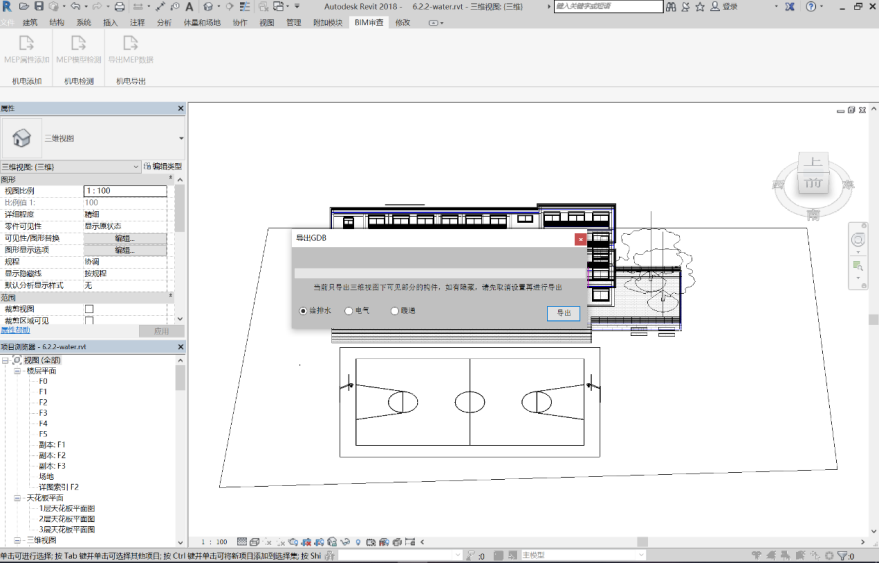 Autodesk Revit 2018 - 6.2.2-water.rvt - 三维视图: {三维}
键入关键字或短语
登录
文件 建筑 结构 系统 插入 注释 分析 体量和场地 协作 视图 管理 附加模块 BIM审查 修改
MEP属性添加 MEP模型检测 导出MEP数据
机电添加 机电检测 机电导出
属性
三维视图
三维视图: {三维} 编辑类型
图形
视图比例 1 : 100
比例值 1: 100
详细程度 精细
零件可见性 显示原状态
可见性/图形替换 编辑...
图形显示选项 编辑...
规程 协调
显示隐藏线 按规程
默认分析显示样式 无
范围
裁剪视图
裁剪区域可见
属性帮助 应用
项目浏览器 - 6.2.2-water.rvt
视图 (全部)
楼层平面
F0
F1
F2
F3
F4
F5
副本: F1
副本: F2
副本: F3
场地
详图索引 F2
天花板平面
1层天花板平面图
2层天花板平面图
3层天花板平面图
三维视图
上
前
南
导出GDB
当前只导出三维视图下可见部分的构件，如有隐藏，请先取消设置再进行导出
给排水 电气 暖通 导出
1 : 100
单击可进行选择; 按 Tab 键并单击可选择其他项目; 按 Ctrl 键并单击可将新项目添加到选择集; 按 Shi
:0
主模型
:0